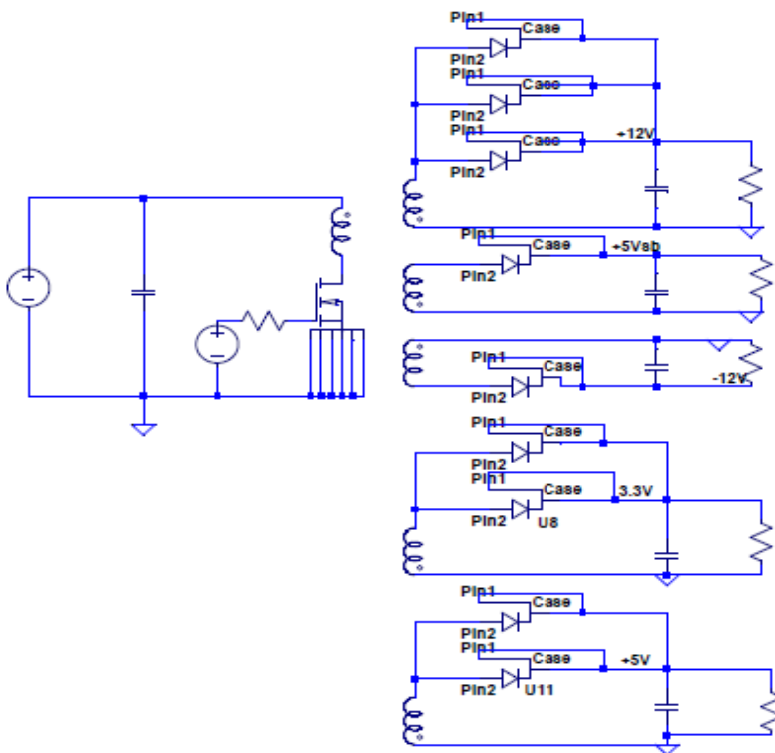 Pin1
Case
Pin2
Pin1
Case
Pin2
Pin1
Case
+12V
Pin2
Pin1
Case
+5Vsb
Pin2
Pin1
Case
Pin2
-12V
Pin1
Case
Pin2
Pin1
Case
3.3V
Pin2
U8
Pin1
Case
Pin2
Pin1
Case
+5V
Pin2
U11